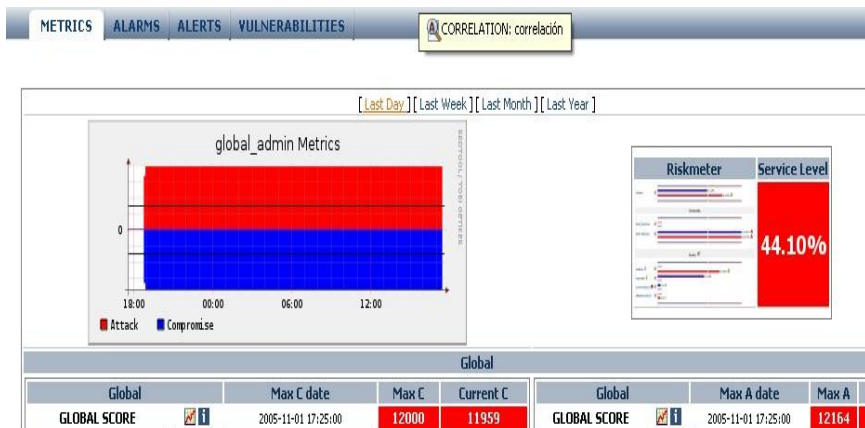 METRICS ALARMS ALERTS VULNERABILITIES
CORRELATION: correlación
[ Last Day ] [ Last Week ] [ Last Month ] [ Last Year ]
global_admin Metrics
RRDTOOL / TOBI OETIKER
0
18:00 00:00 06:00 12:00
Attack Compromise
Riskmeter Service Level
44.10%
Global
Global Max C date Max C Current C
GLOBAL SCORE i 2005-11-01 17:25:00 12000 11959
Global Max A date Max A
GLOBAL SCORE i 2005-11-01 17:25:00 12164